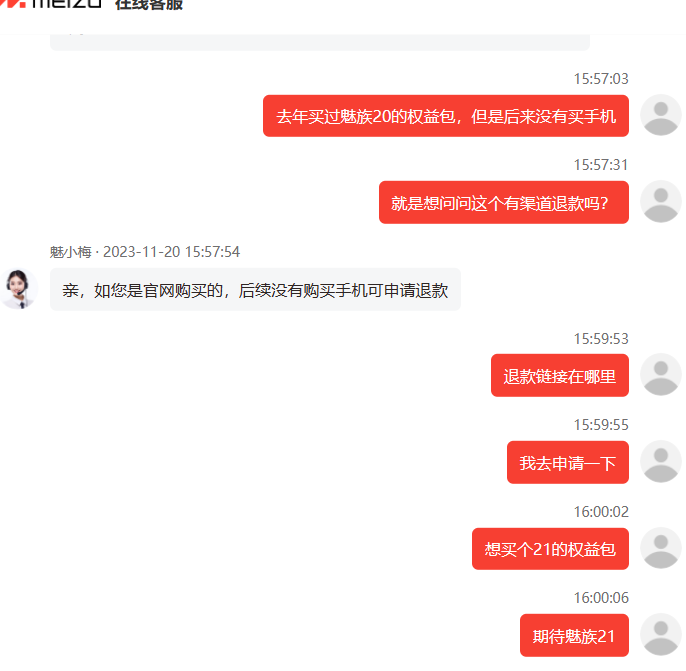 meizu 在线客服
15:57:03
去年买过魅族20的权益包，但是后来没有买手机
15:57:31
就是想问问这个有渠道退款吗？
魅小梅 · 2023-11-20 15:57:54
亲，如您是官网购买的，后续没有购买手机可申请退款
15:59:53
退款链接在哪里
15:59:55
我去申请一下
16:00:02
想买个21的权益包
16:00:06
期待魅族21